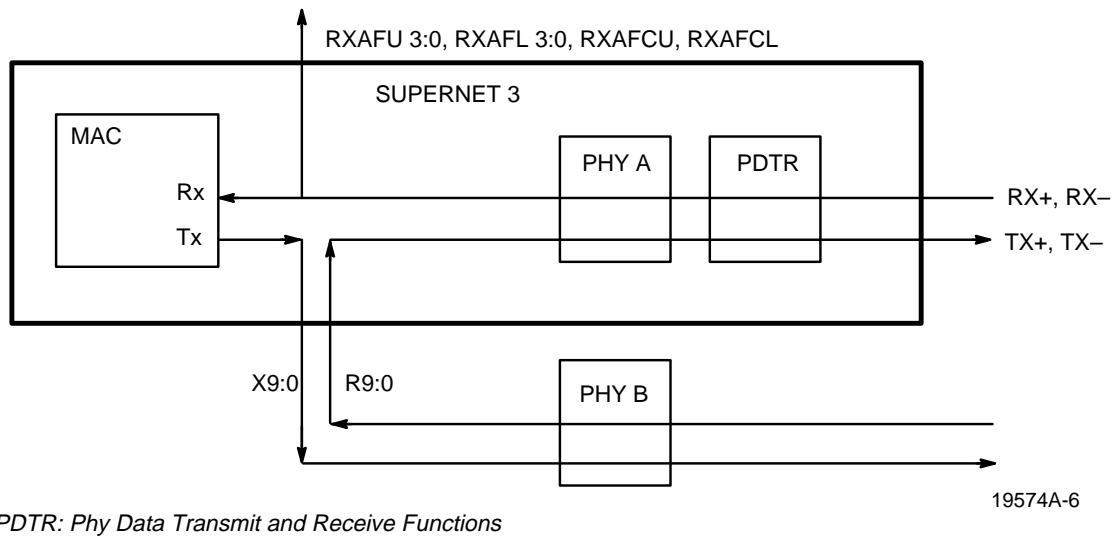 RXAFU 3:0, RXAFL 3:0, RXAFCU, RXAFCL
SUPERNET 3
MAC
PHY A
PDTR
Rx
RX+, RX–
Tx
TX+, TX–
X9:0
R9:0
PHY B
19574A-6
PDTR: Phy Data Transmit and Receive Functions